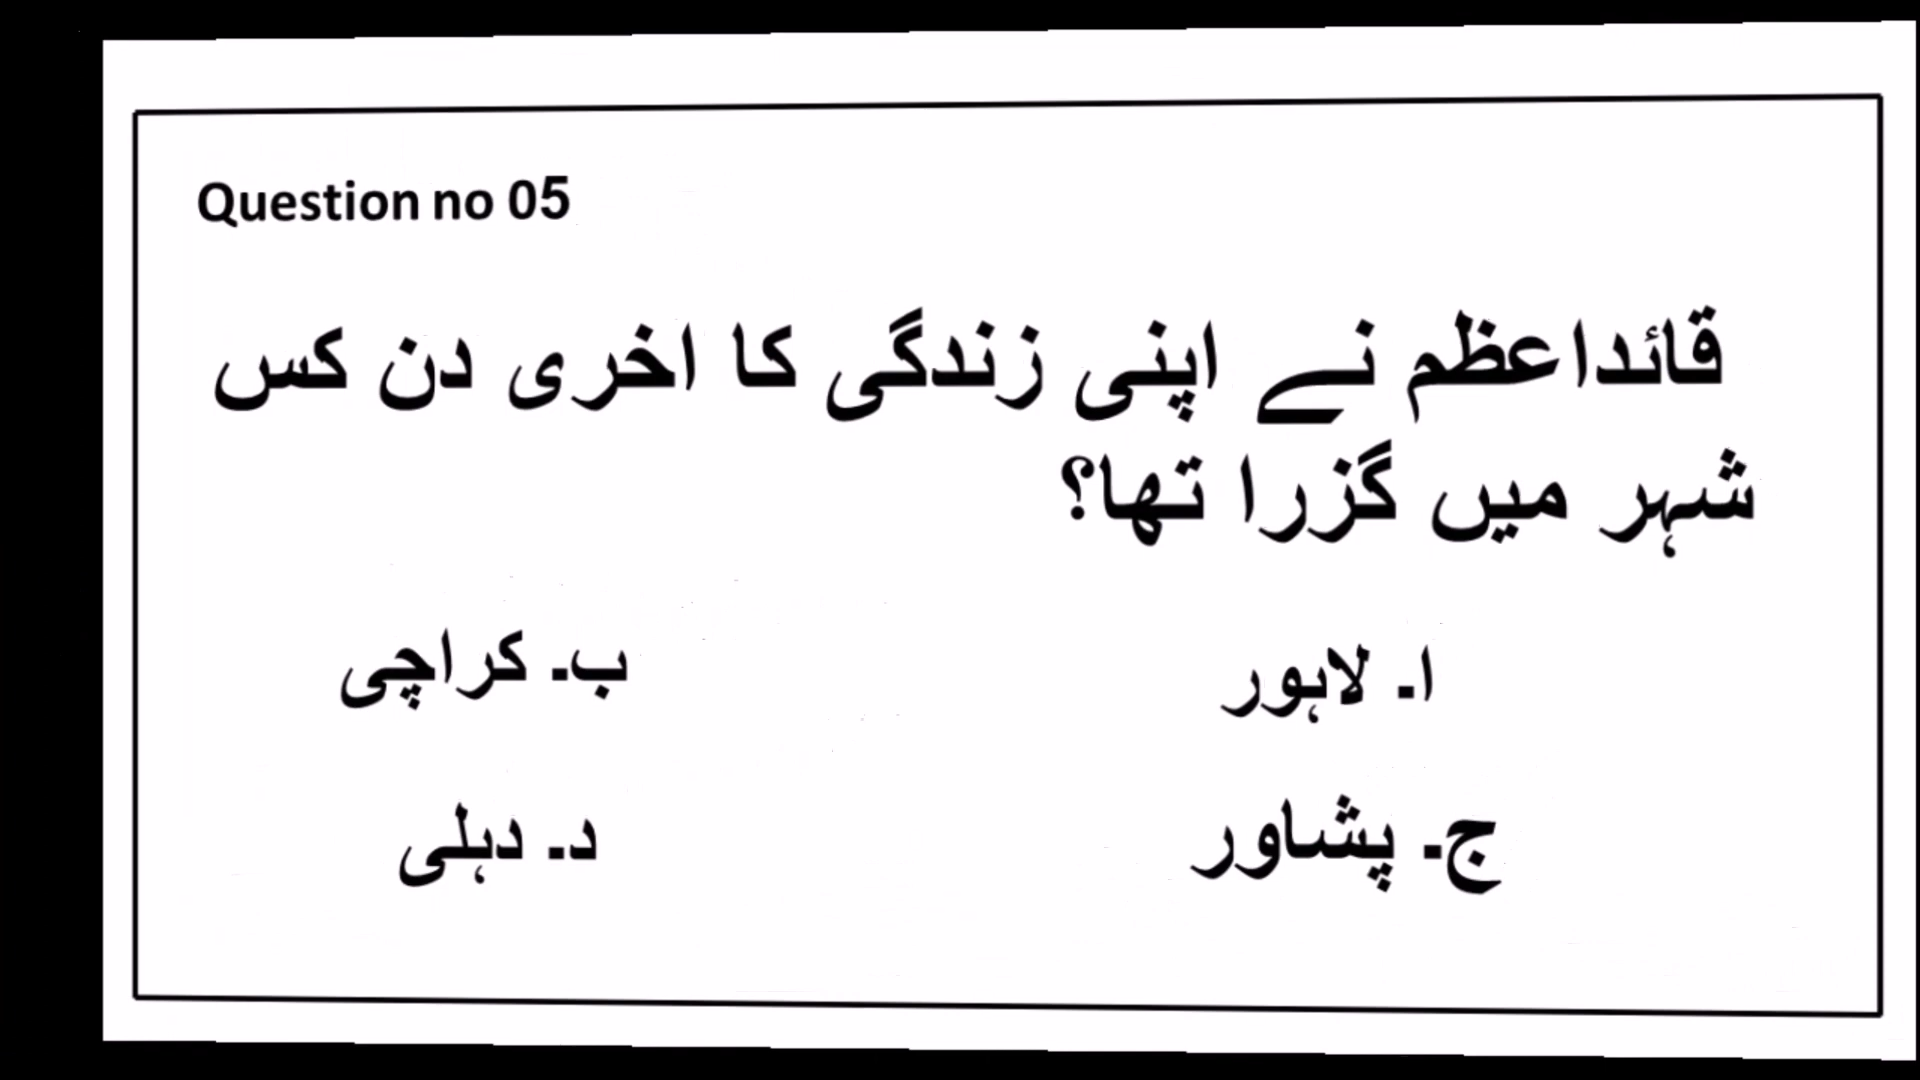 Question no 05
قائداعظم نے اپنی زندگی کا اخری دن کس
شہر میں گزرا تھا؟
ا۔ لاہور ب۔ کراچی
ج۔ پشاور د۔ دہلی